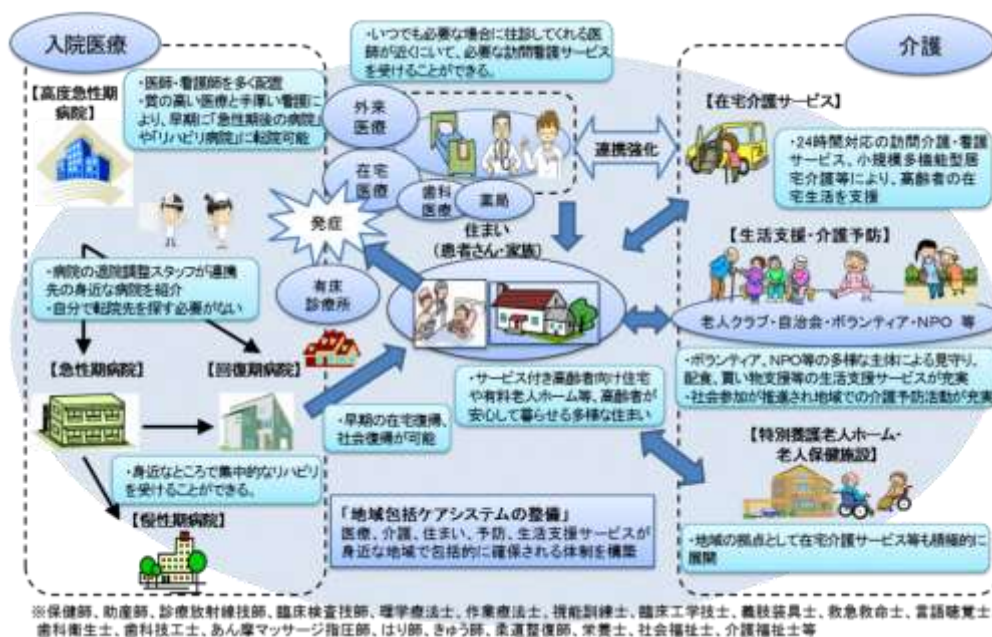 入院医療
介護
・いつでも必要な場合に往診してくれる医
師が近くにいて、必要な訪問看護サービス
を受けることができる。
【高度急性期
病院】
・医師・看護師を多く配置
・質の高い医療と手厚い看護に
より、早期に「急性期後の病院」
や「リハビリ病院」に転院可能
外来
医療
在宅
医療
歯科
医療
薬局
連携強化
【在宅介護サービス】
・24時間対応の訪問介護・看護
サービス、小規模多機能型居
宅介護等により、高齢者の在
宅生活を支援
発症
住まい
(患者さん・家族)
【生活支援・介護予防】
・病院の退院調整スタッフが連携
先の身近な病院を紹介
・自分で転院先を探す必要がない
有床
診療所
老人クラブ・自治会・ボランティア・NPO 等
【急性期病院】
【回復期病院】
・サービス付き高齢者向け住宅
や有料老人ホーム等、高齢者が
安心して暮らせる多様な住まい
・ボランティア、NPO等の多様な主体による見守り、
配食、買い物支援等の生活支援サービスが充実
・社会参加が推進され地域での介護予防活動が充実
・早期の在宅復帰、
社会復帰が可能
【特別養護老人ホーム・
老人保健施設】
・身近なところで集中的なリハビリ
を受けることができる。
【慢性期病院】
「地域包括ケアシステムの整備」
医療、介護、住まい、予防、生活支援サービスが
身近な地域で包括的に確保される体制を構築
・地域の拠点として在宅介護サービス等も積極的に
展開
※保健師、助産師、診療放射線技師、臨床検査技師、理学療法士、作業療法士、視能訓練士、臨床工学技士、義肢装具士、救急救命士、言語聴覚士
歯科衛生士、歯科技工士、あん摩マッサージ指圧師、はり師、きゅう師、柔道整復師、栄養士、社会福祉士、介護福祉士等